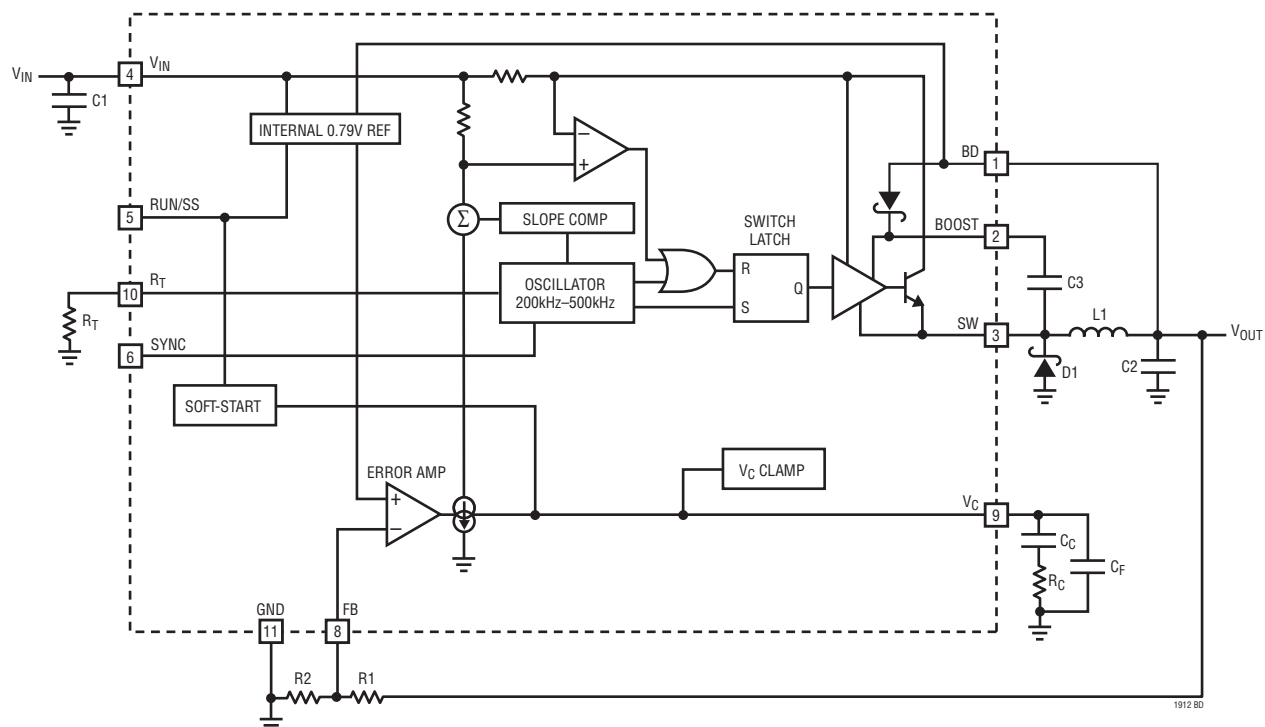 V_IN
4
V_IN
C1
INTERNAL 0.79V REF
− +
BD
1
5
RUN/SS
Σ
SLOPE COMP
SWITCH
LATCH
BOOST
2
10
R_T
R_T
OSCILLATOR
200kHz–500kHz
R
S
Q
C3
SW
3
L1
V_OUT
D1
C2
6
SYNC
SOFT-START
ERROR AMP
+ −
V_C CLAMP
V_C
9
C_C
R_C
C_F
GND
11
FB
8
R2
R1
1912 BD